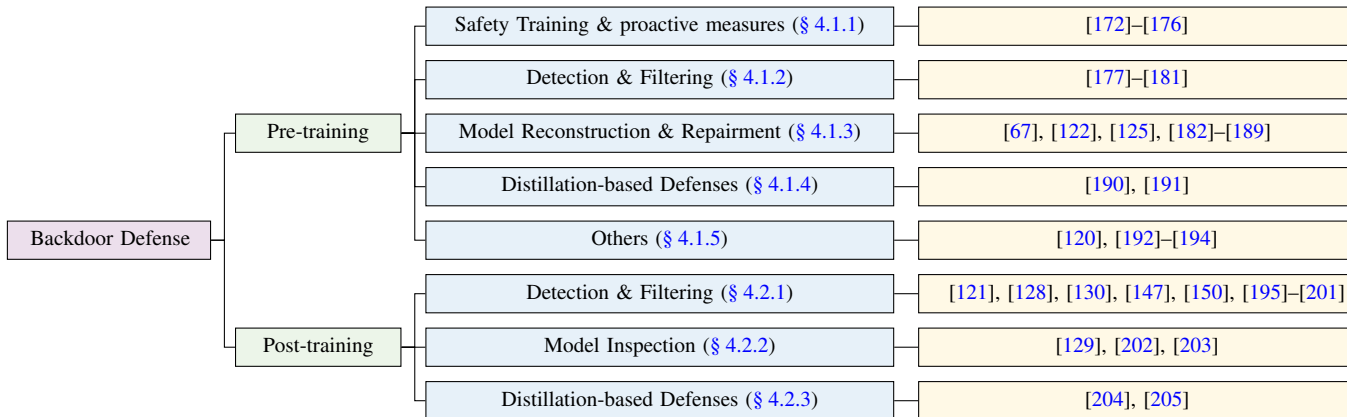 Safety Training & proactive measures (§ 4.1.1)
[172]–[176]
Detection & Filtering (§ 4.1.2)
[177]–[181]
Pre-training
Model Reconstruction & Repairment (§ 4.1.3)
[67], [122], [125], [182]–[189]
Distillation-based Defenses (§ 4.1.4)
[190], [191]
Backdoor Defense
Others (§ 4.1.5)
[120], [192]–[194]
Detection & Filtering (§ 4.2.1)
[121], [128], [130], [147], [150], [195]–[201]
Post-training
Model Inspection (§ 4.2.2)
[129], [202], [203]
Distillation-based Defenses (§ 4.2.3)
[204], [205]